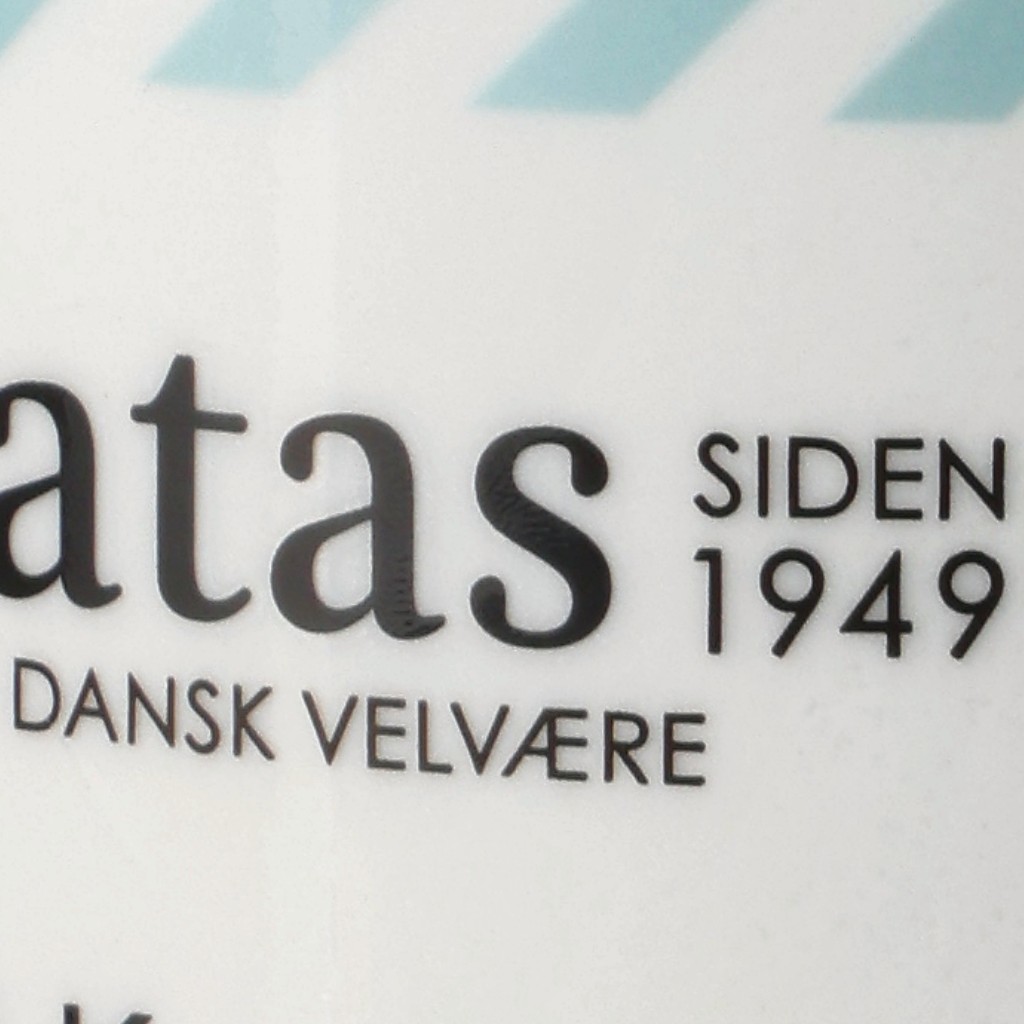 atas
SIDEN
1949
DANSK VELVÆRE